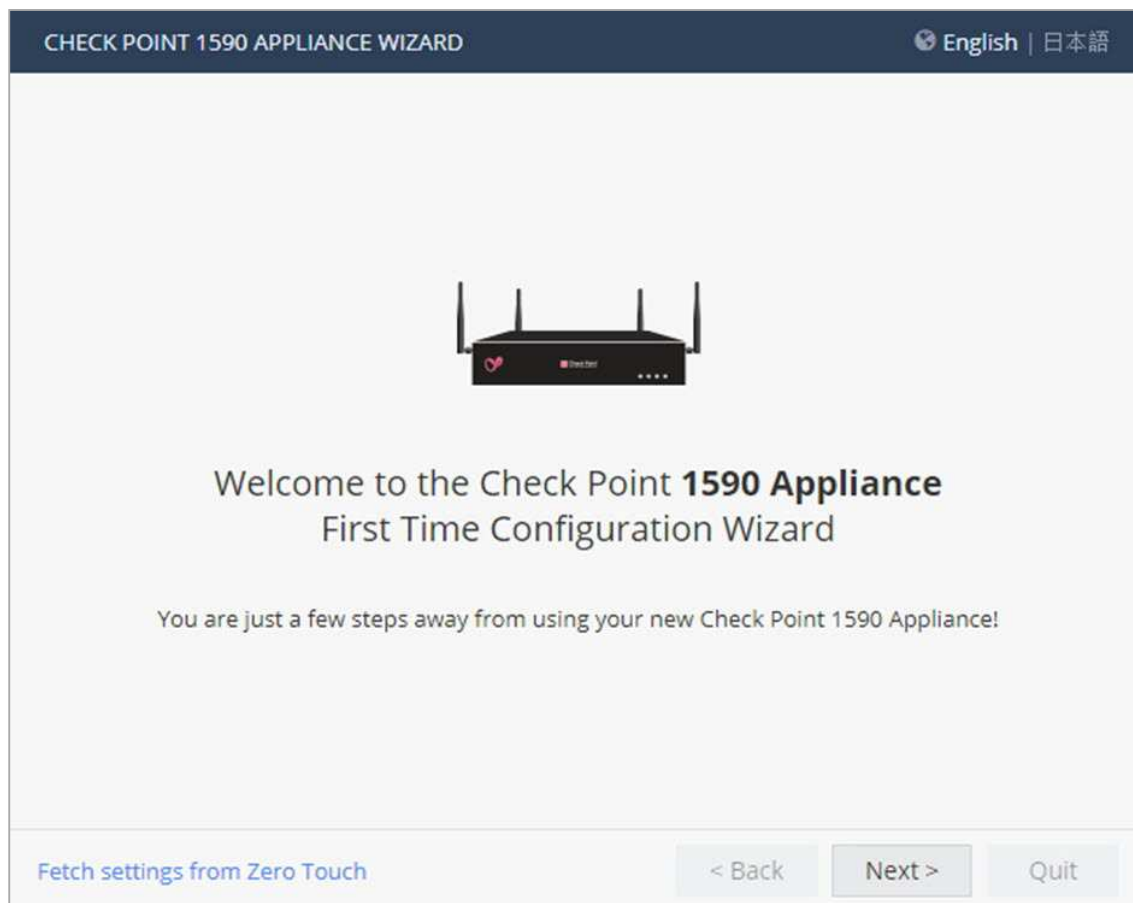 CHECK POINT 1590 APPLIANCE WIZARD
English | 日本語
Check Point
Welcome to the Check Point 1590 Appliance
First Time Configuration Wizard
You are just a few steps away from using your new Check Point 1590 Appliance!
Fetch settings from Zero Touch
< Back
Next >
Quit